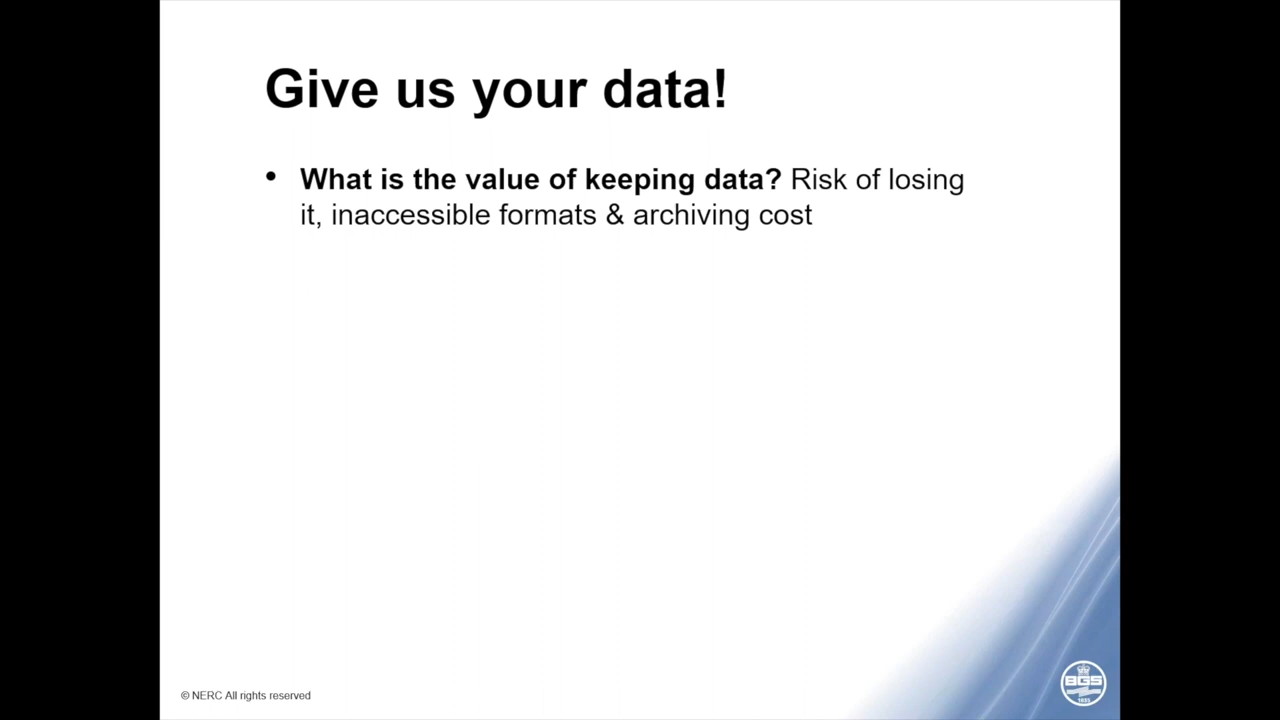 Give us your data!
• What is the value of keeping data? Risk of losing
it, inaccessible formats & archiving cost
© NERC All rights reserved
BGS
1835